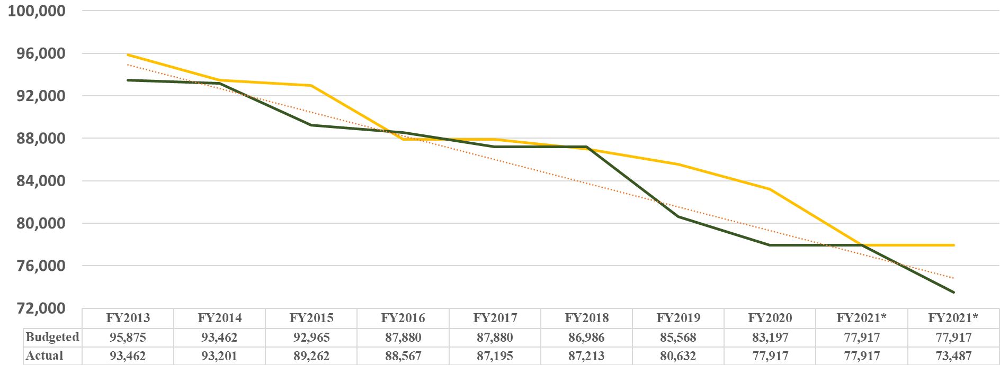 100,000
96,000
92,000
88,000
84,000
80,000
76,000
72,000
FY2013 FY2014 FY2015 FY2016 FY2017 FY2018 FY2019 FY2020 FY2021* FY2021*
Budgeted 95,875 93,462 92,965 87,880 87,880 86,986 85,568 83,197 77,917 77,917
Actual 93,462 93,201 89,262 88,567 87,195 87,213 80,632 77,917 77,917 73,487